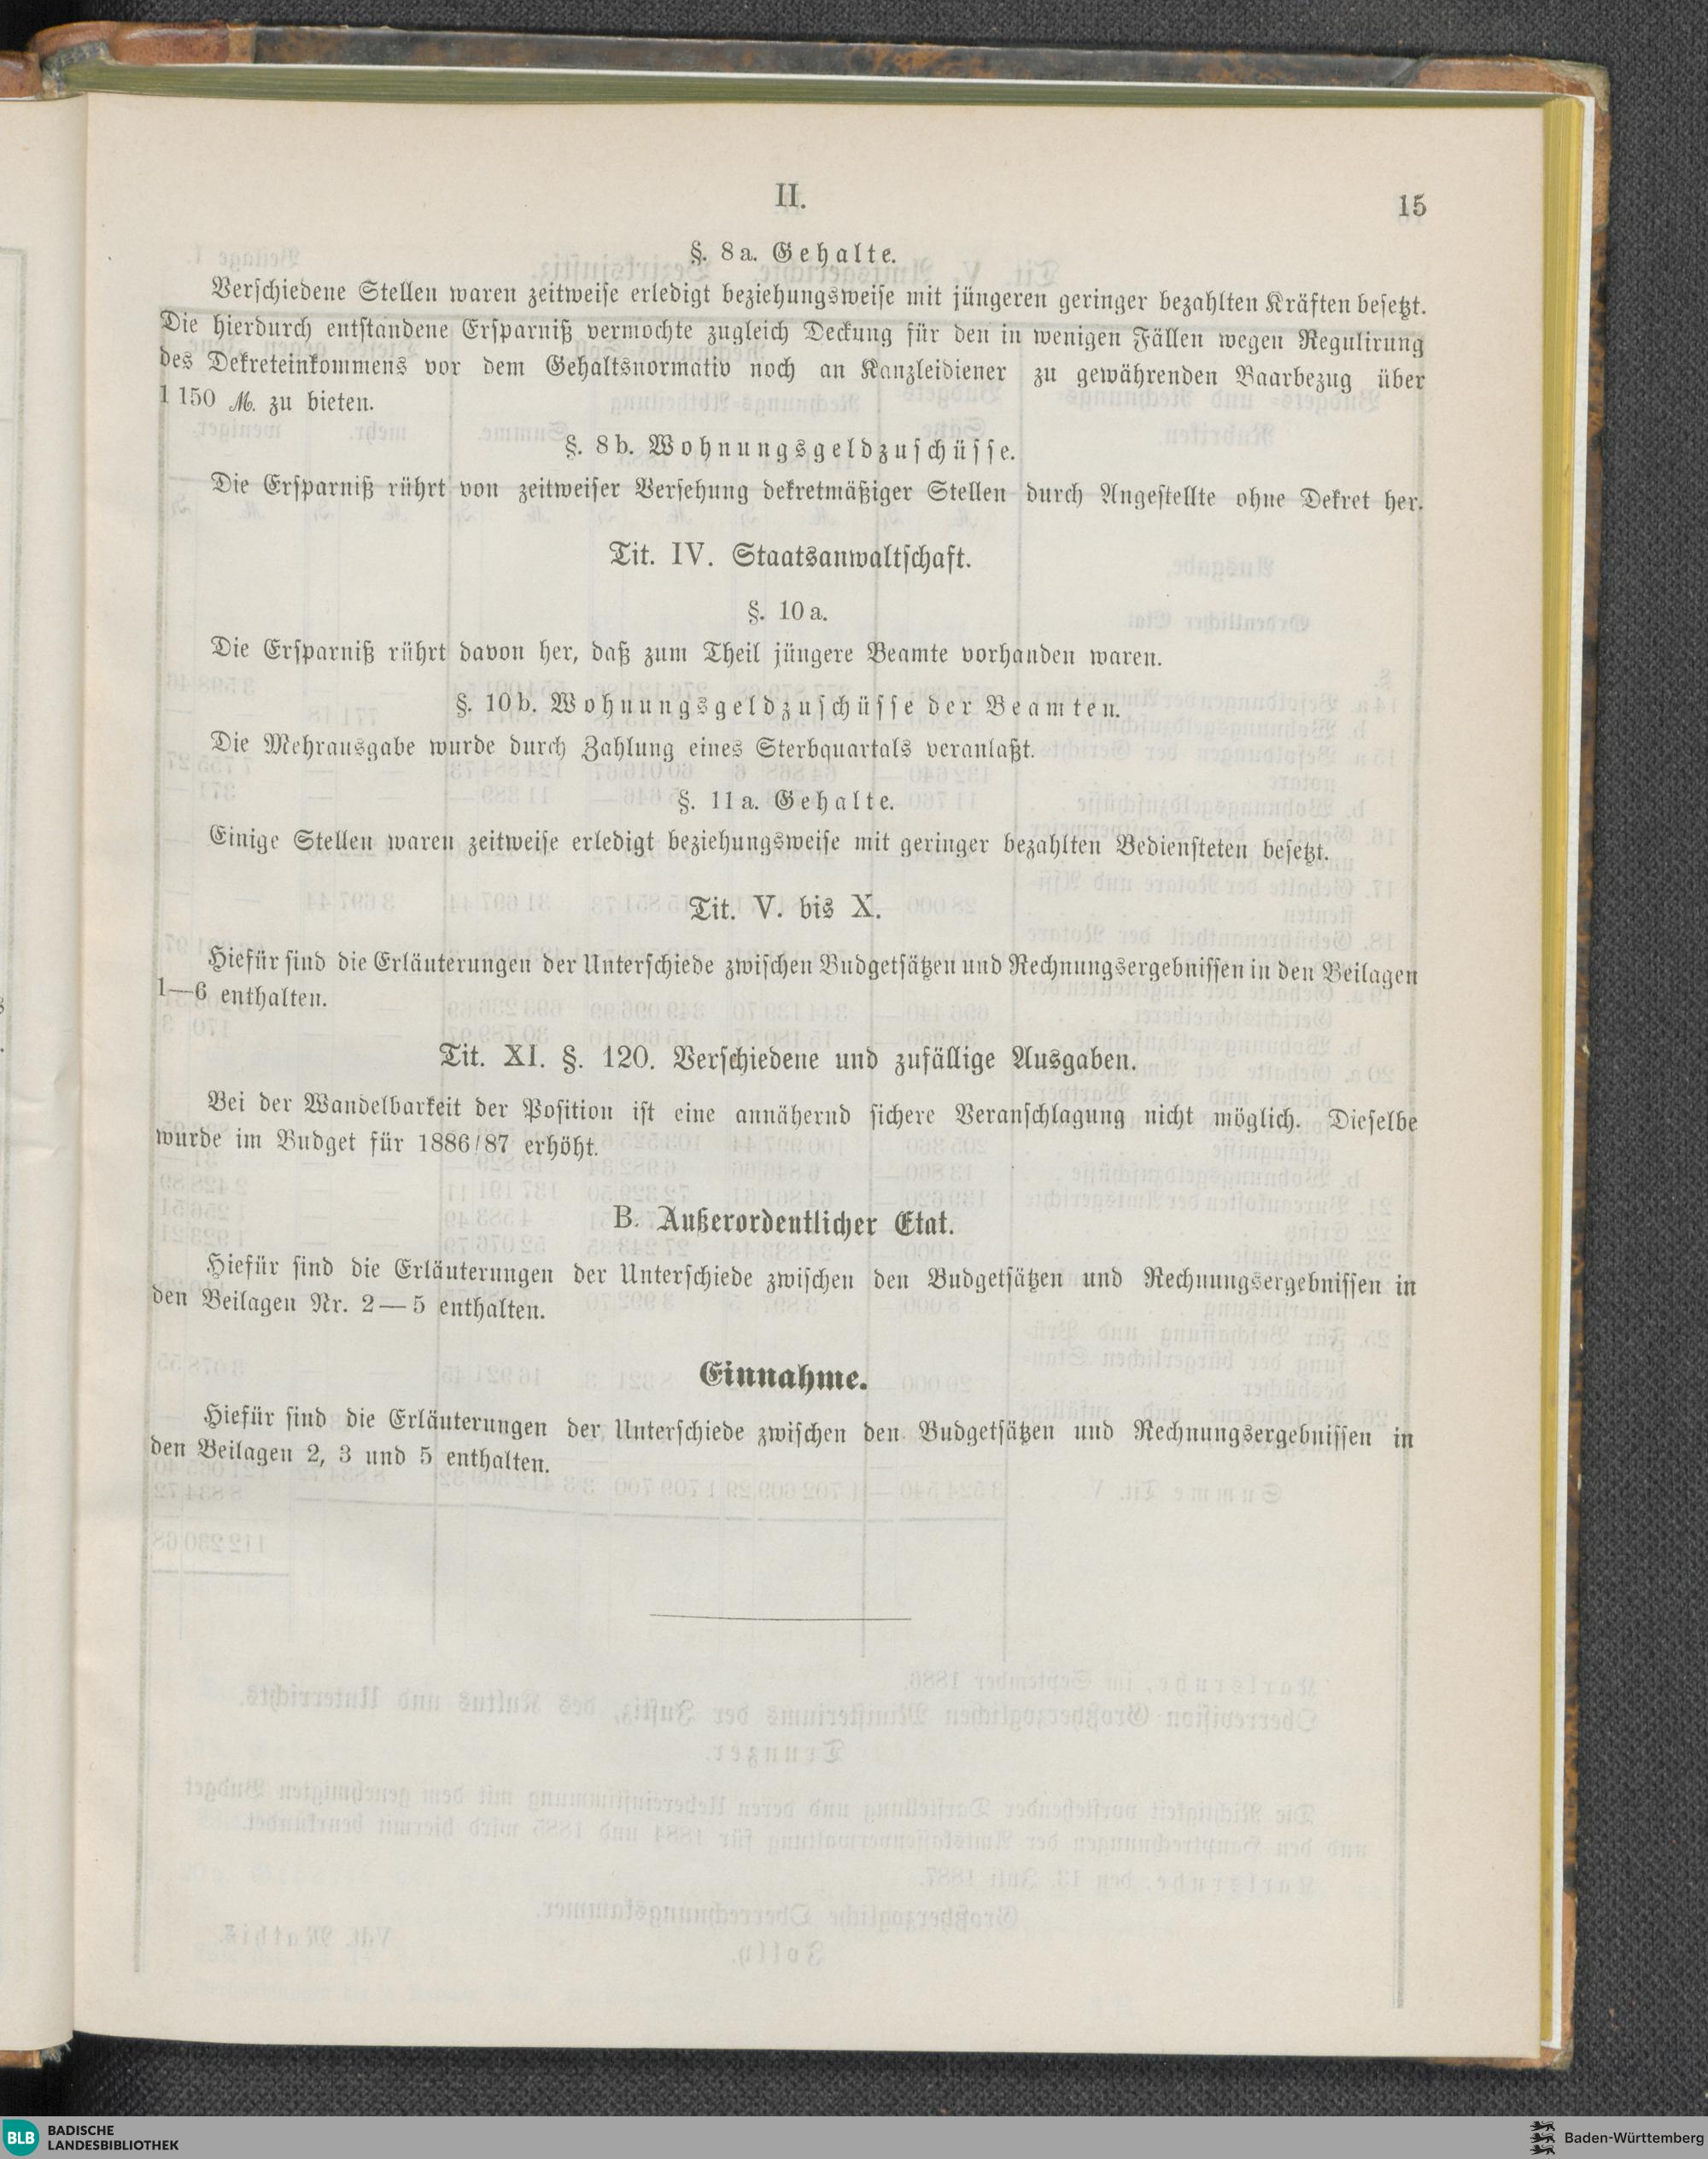 II.
15
§. 8a. Gehalte.
Verschiedene Stellen waren zeitweise erledigt beziehungsweise mit jüngeren geringer bezahlten Kräften besetzt.
Die hierdurch entstandene Ersparniß vermochte zugleich Deckung für den in wenigen Fällen wegen Regulirung
des Dekreteinkommens vor dem Gehaltsnormativ noch an Kanzleidiener zu gewährenden Baarbezug über
1 150 ℳ. zu bieten.
§. 8b. Wohnungsgeldzuschüsse.
Die Ersparniß rührt von zeitweiser Versehung dekretmäßiger Stellen durch Angestellte ohne Dekret her.
Tit. IV. Staatsanwaltschaft.
§. 10a.
Die Ersparniß rührt davon her, daß zum Theil jüngere Beamte vorhanden waren.
§. 10b. Wohnungsgeldzuschüsse der Beamten.
Die Mehrausgabe wurde durch Zahlung eines Sterbquartals veranlaßt.
§. 11a. Gehalte.
Einige Stellen waren zeitweise erledigt beziehungsweise mit geringer bezahlten Bediensteten besetzt.
Tit. V. bis X.
Hiefür sind die Erläuterungen der Unterschiede zwischen Budgetsätzen und Rechnungsergebnissen in den Beilagen
1—6 enthalten.
Tit. XI. §. 120. Verschiedene und zufällige Ausgaben.
Bei der Wandelbarkeit der Position ist eine annähernd sichere Veranschlagung nicht möglich. Dieselbe
wurde im Budget für 1886/87 erhöht.
B. Außerordentlicher Etat.
Hiefür sind die Erläuterungen der Unterschiede zwischen den Budgetsätzen und Rechnungsergebnissen in
den Beilagen Nr. 2—5 enthalten.
Einnahme.
Hiefür sind die Erläuterungen der Unterschiede zwischen den Budgetsätzen und Rechnungsergebnissen in
den Beilagen 2, 3 und 5 enthalten.
BLB BADISCHE
LANDESBIBLIOTHEK
Baden-Württemberg